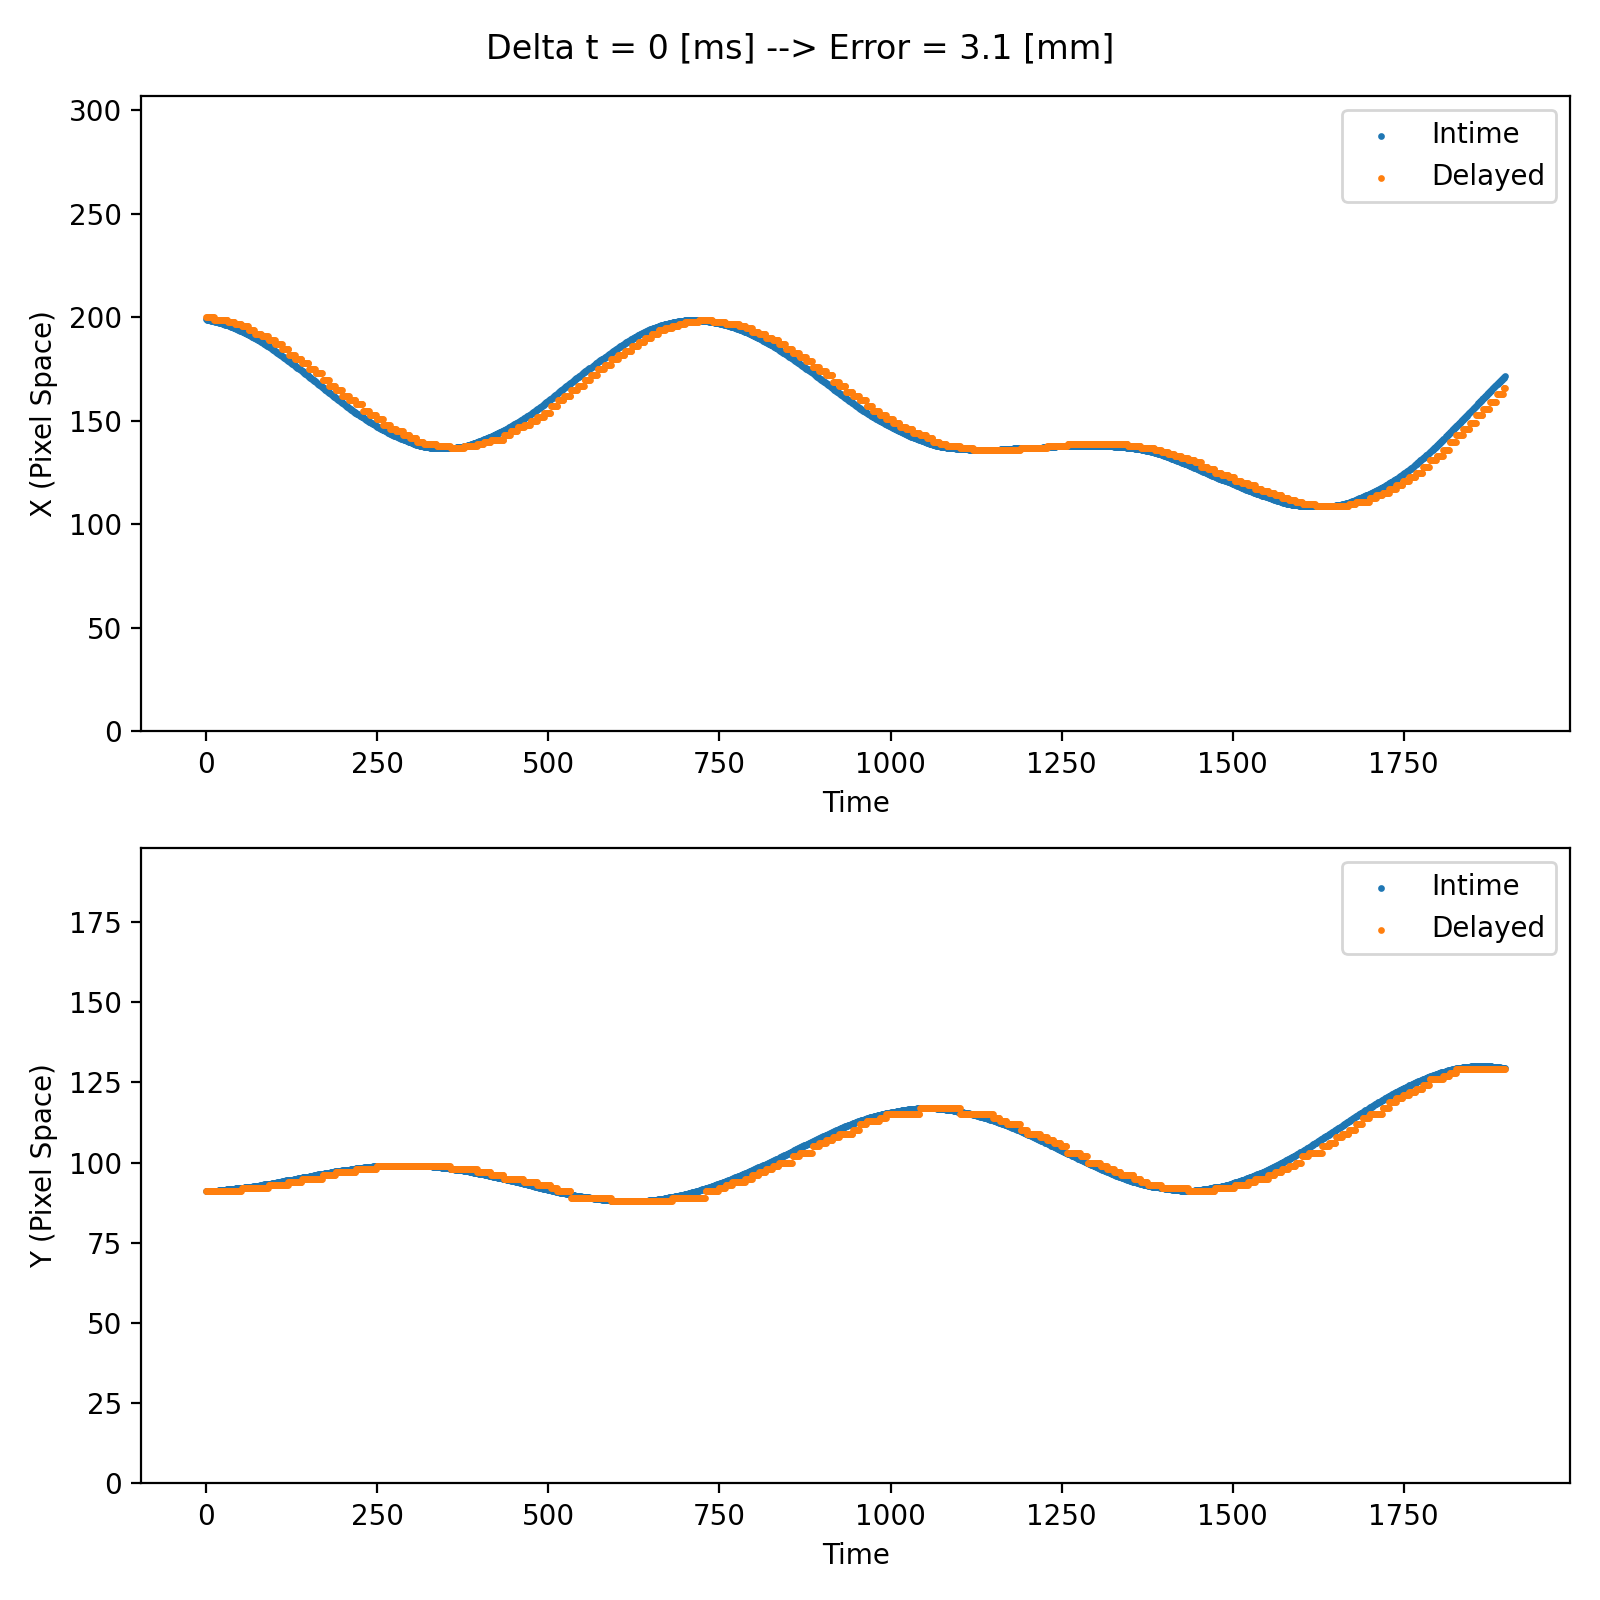 Delta t = 0 [ms] --> Error = 3.1 [mm]
300
250
200
150
100
50
0
X (Pixel Space)
Intime
Delayed
0 250 500 750 1000 1250 1500 1750
Time
175
150
125
100
75
50
25
0
Y (Pixel Space)
Intime
Delayed
0 250 500 750 1000 1250 1500 1750
Time